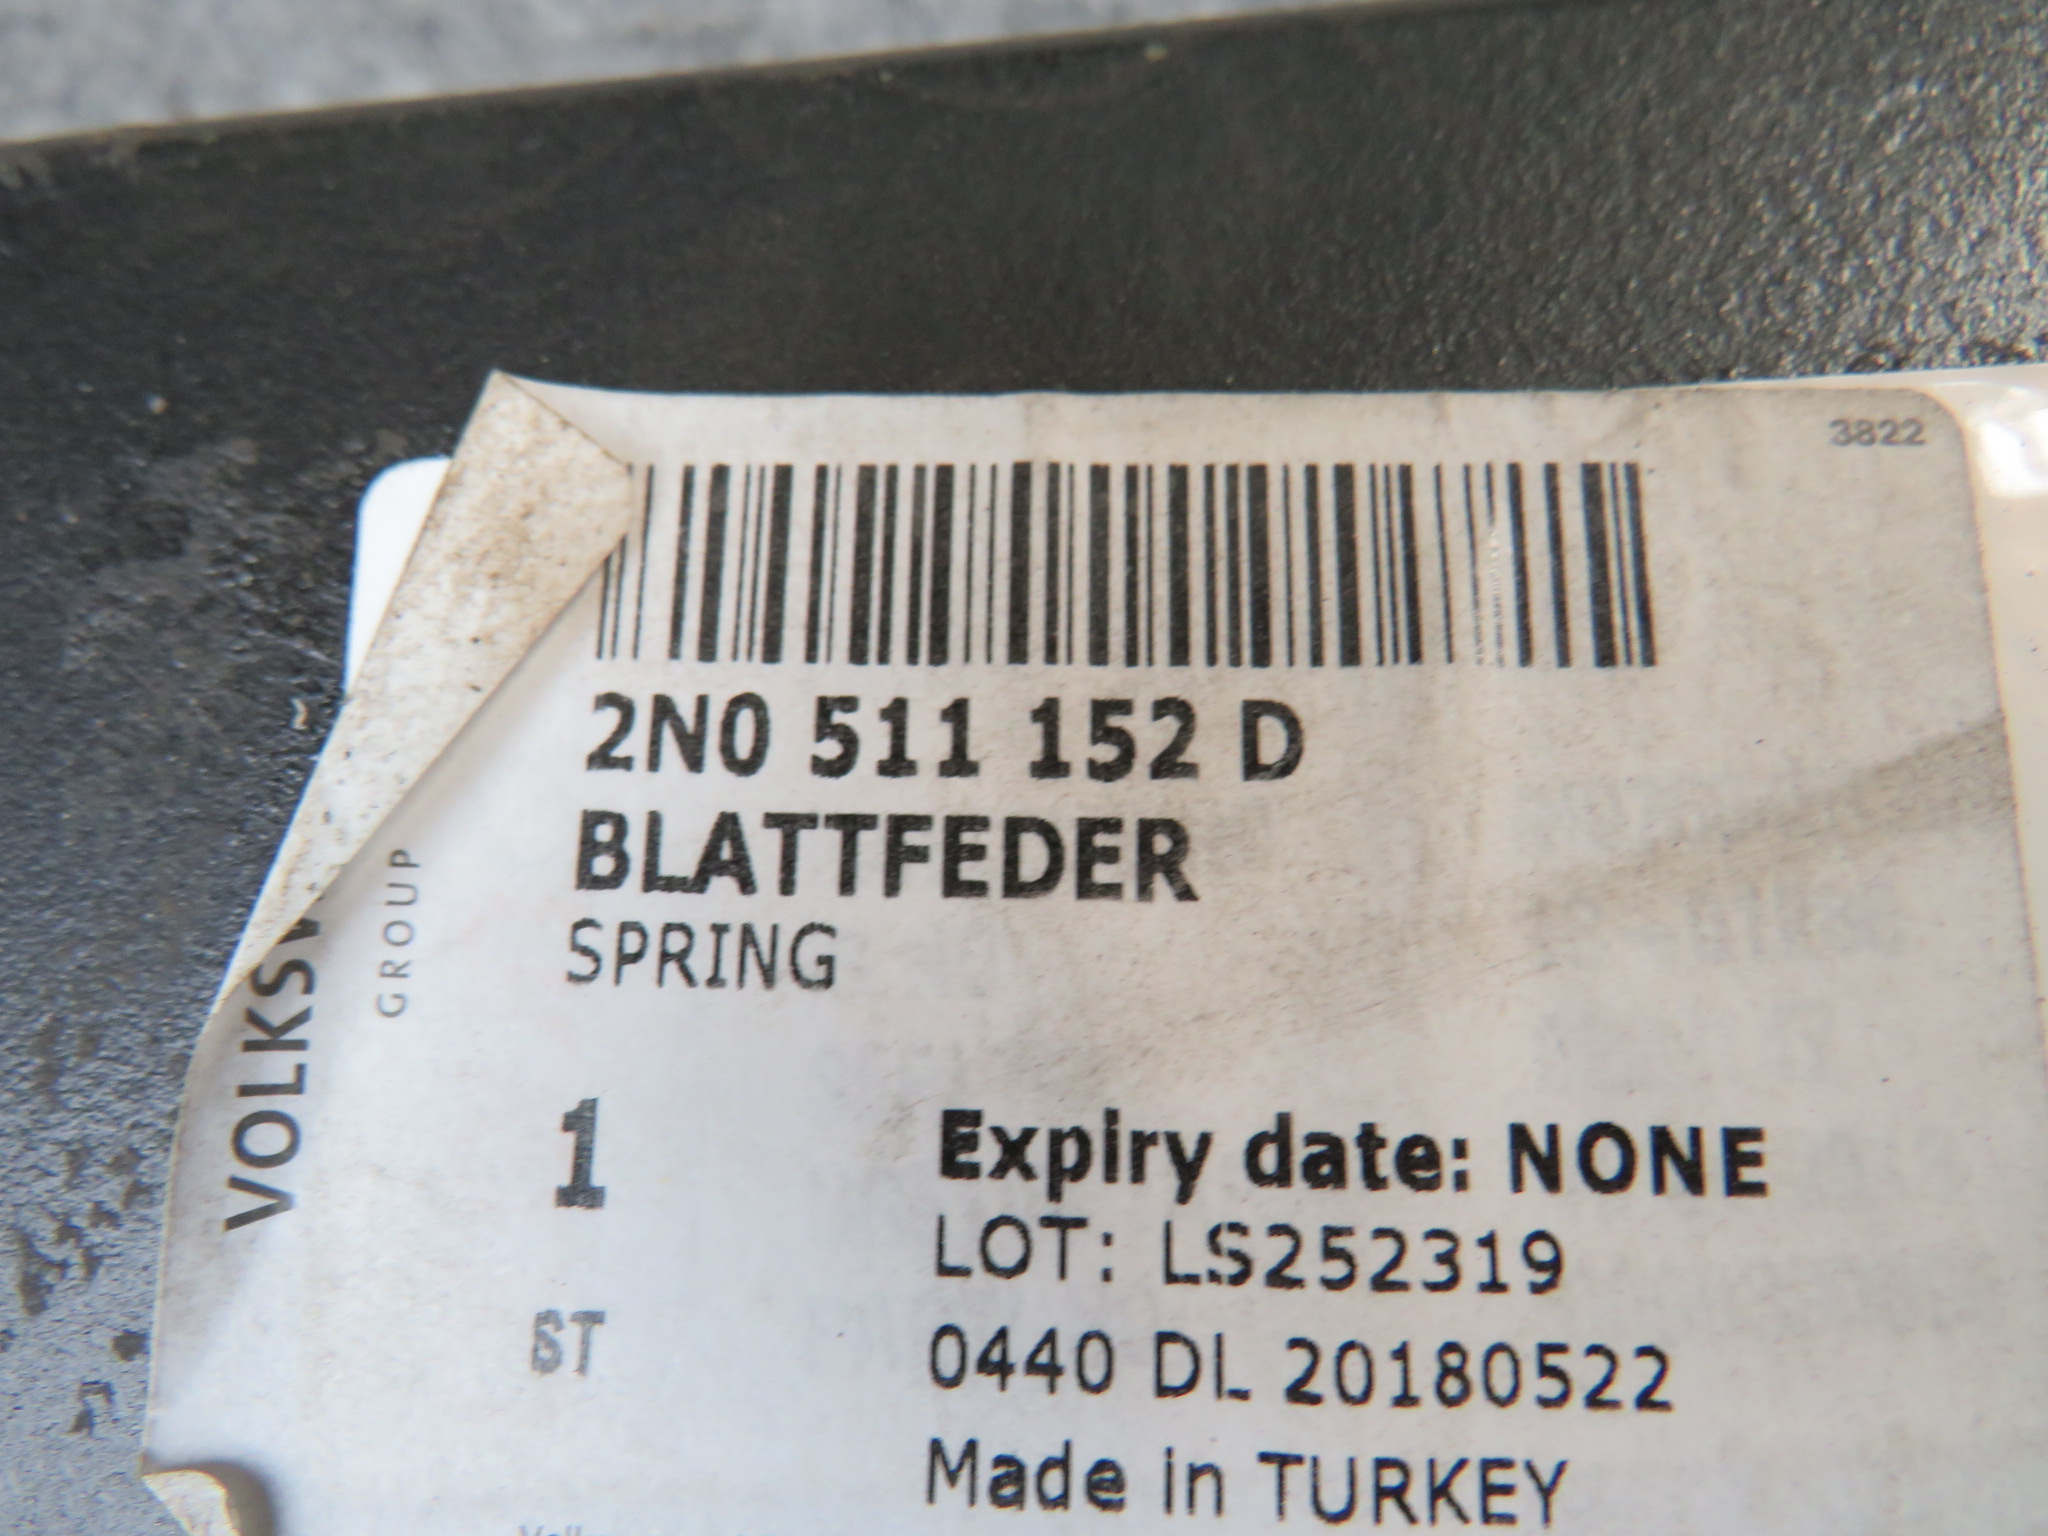 3822
2N0 511 152 D
BLATTFEDER
SPRING
VOLKSW
GROUP
1
Expiry date: NONE
LOT: LS252319
ST
0440 DL 20180522
Made in TURKEY